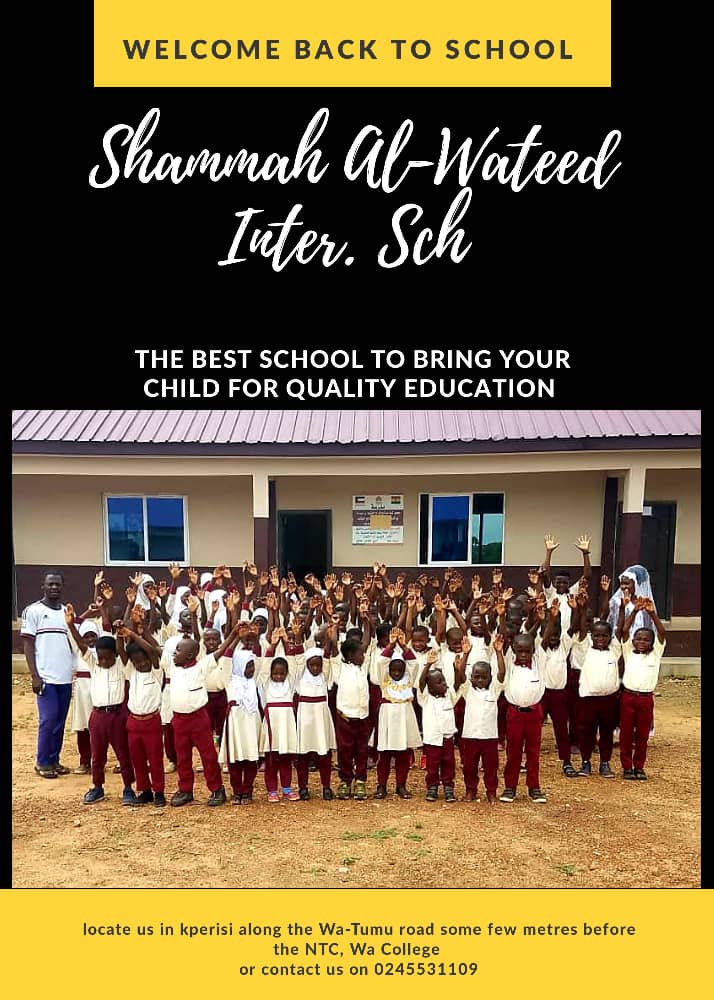 WELCOME BACK TO SCHOOL
Shammah Al-Wateed
Inter. Sch
THE BEST SCHOOL TO BRING YOUR
CHILD FOR QUALITY EDUCATION
locate us in kperisi along the Wa-Tumu road some few metres before
the NTC, Wa College
or contact us on 0245531109